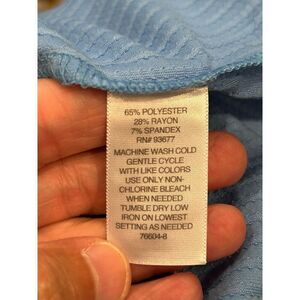 65% POLYESTER
28% RAYON
7% SPANDEX
RN# 93677
MACHINE WASH COLD
GENTLE CYCLE
WITH LIKE COLORS
USE ONLY NON-
CHLORINE BLEACH
WHEN NEEDED
TUMBLE DRY LOW
IRON ON LOWEST
SETTING AS NEEDED
76604-8